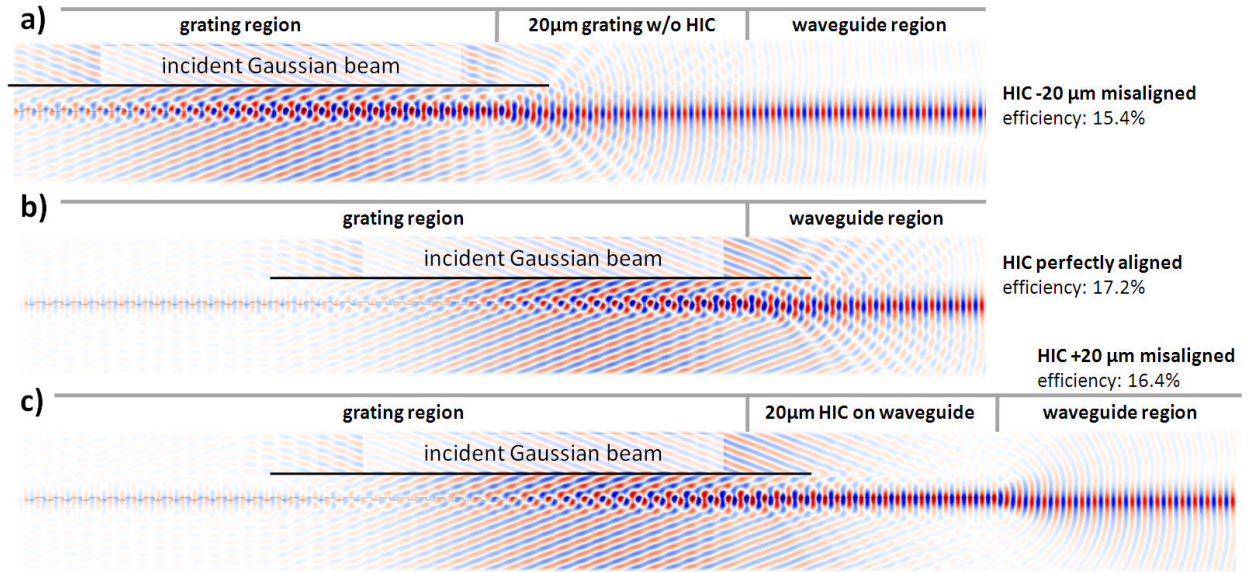 a)
grating region
20µm grating w/o HIC
waveguide region
incident Gaussian beam
HIC -20 µm misaligned
efficiency: 15.4%
b)
grating region
waveguide region
incident Gaussian beam
HIC perfectly aligned
efficiency: 17.2%
HIC +20 µm misaligned
efficiency: 16.4%
c)
grating region
20µm HIC on waveguide
waveguide region
incident Gaussian beam